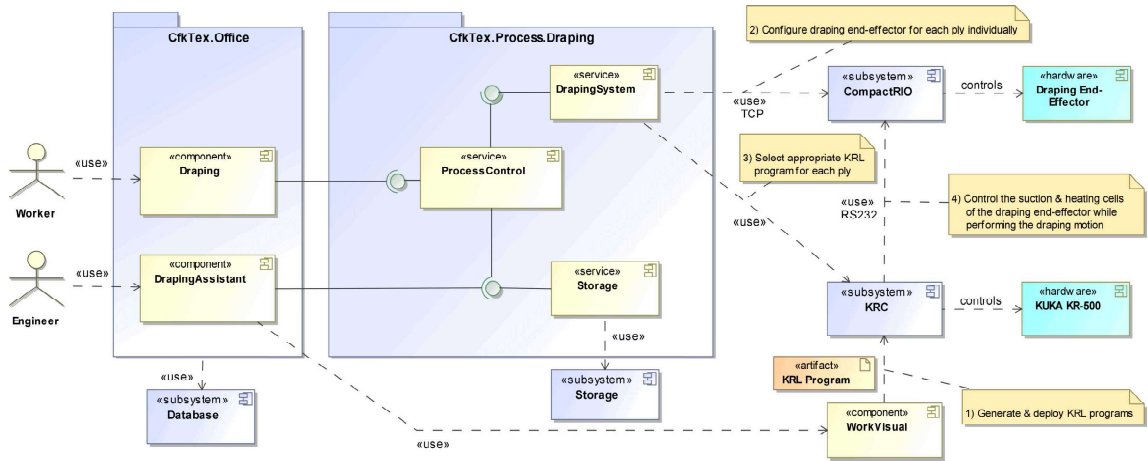 CfkTex.Office
CfkTex.Process.Draping
2) Configure draping end-effector for each ply individually
«service»
DrapingSystem
«use»
TCP
«subsystem»
CompactRIO
controls
«hardware»
Draping End-
Effector
Worker
«use»
«component»
Draping
«service»
ProcessControl
3) Select appropriate KRL
program for each ply
«use»
«use»
RS232
4) Control the suction & heating cells
of the draping end-effector while
performing the draping motion
Engineer
«use»
«component»
DrapingAssistant
«service»
Storage
«use»
«subsystem»
KRC
controls
«hardware»
KUKA KR-500
«use»
«subsystem»
Database
«subsystem»
Storage
«artifact»
KRL Program
1) Generate & deploy KRL programs
«use»
«component»
WorkVisual